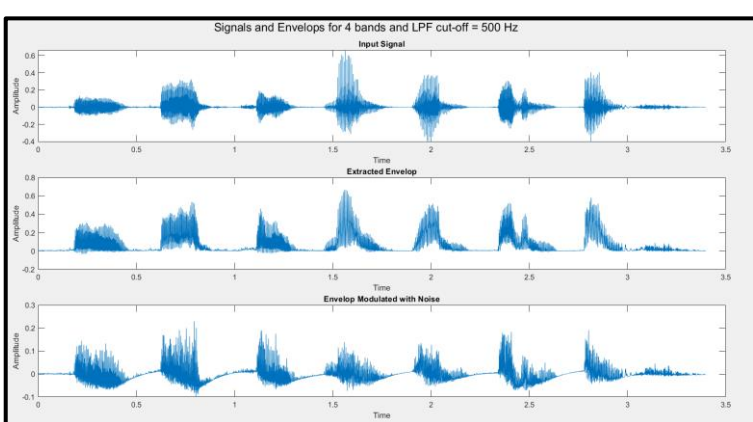 Signals and Envelops for 4 bands and LPF cut-off = 500 Hz
Input Signal
Amplitude
0.6
0.4
0.2
0
-0.2
-0.4
0 0.5 1 1.5 2 2.5 3 3.5
Time
Extracted Envelop
Amplitude
0.8
0.6
0.4
0.2
0
-0.2
0 0.5 1 1.5 2 2.5 3 3.5
Time
Envelop Modulated with Noise
Amplitude
0.3
0.2
0.1
0
-0.1
0 0.5 1 1.5 2 2.5 3 3.5
Time